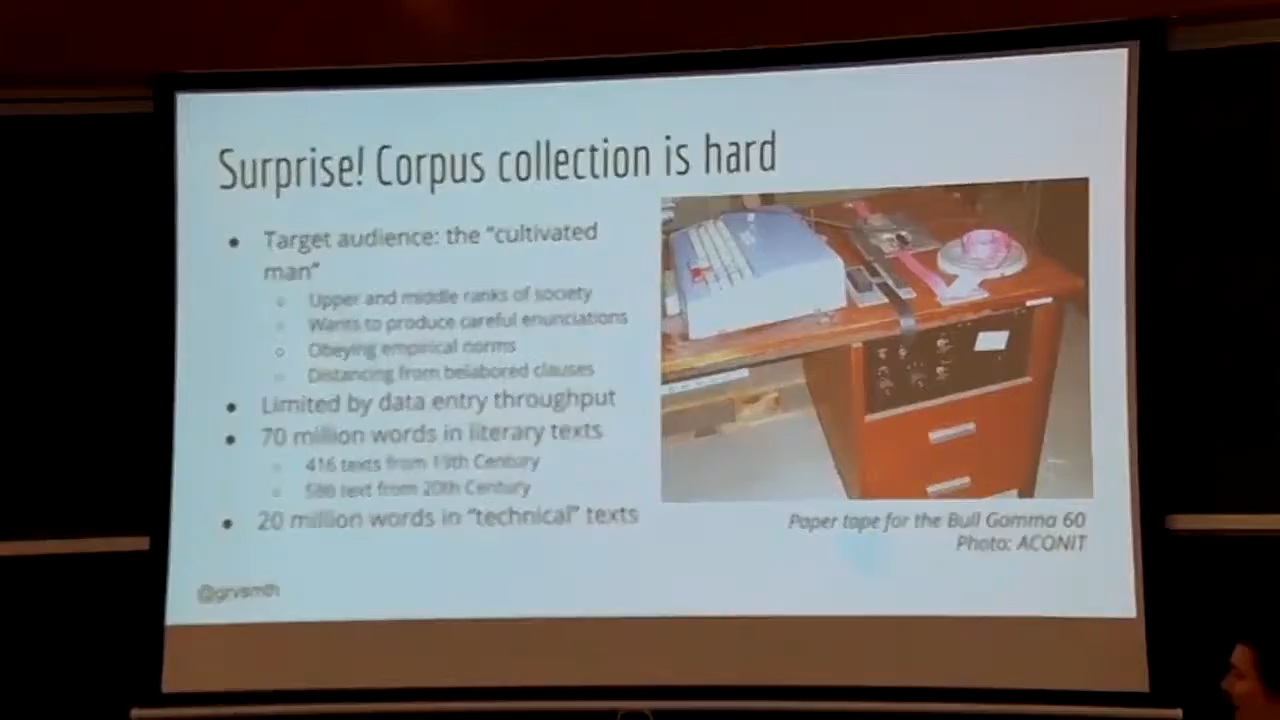 Surprise! Corpus collection is hard
Target audience: the “cultivated
man”
Upper and middle ranks of society
Wants to produce careful enunciations
Obeying empirical norms
Distancing from belabored clauses
Limited by data entry throughput
70 million words in literary texts
416 texts from 19th Century
586 text from 20th Century
20 million words in “technical” texts
Paper tape for the Bull Gamma 60
Photo: ACONIT
@grvsmth